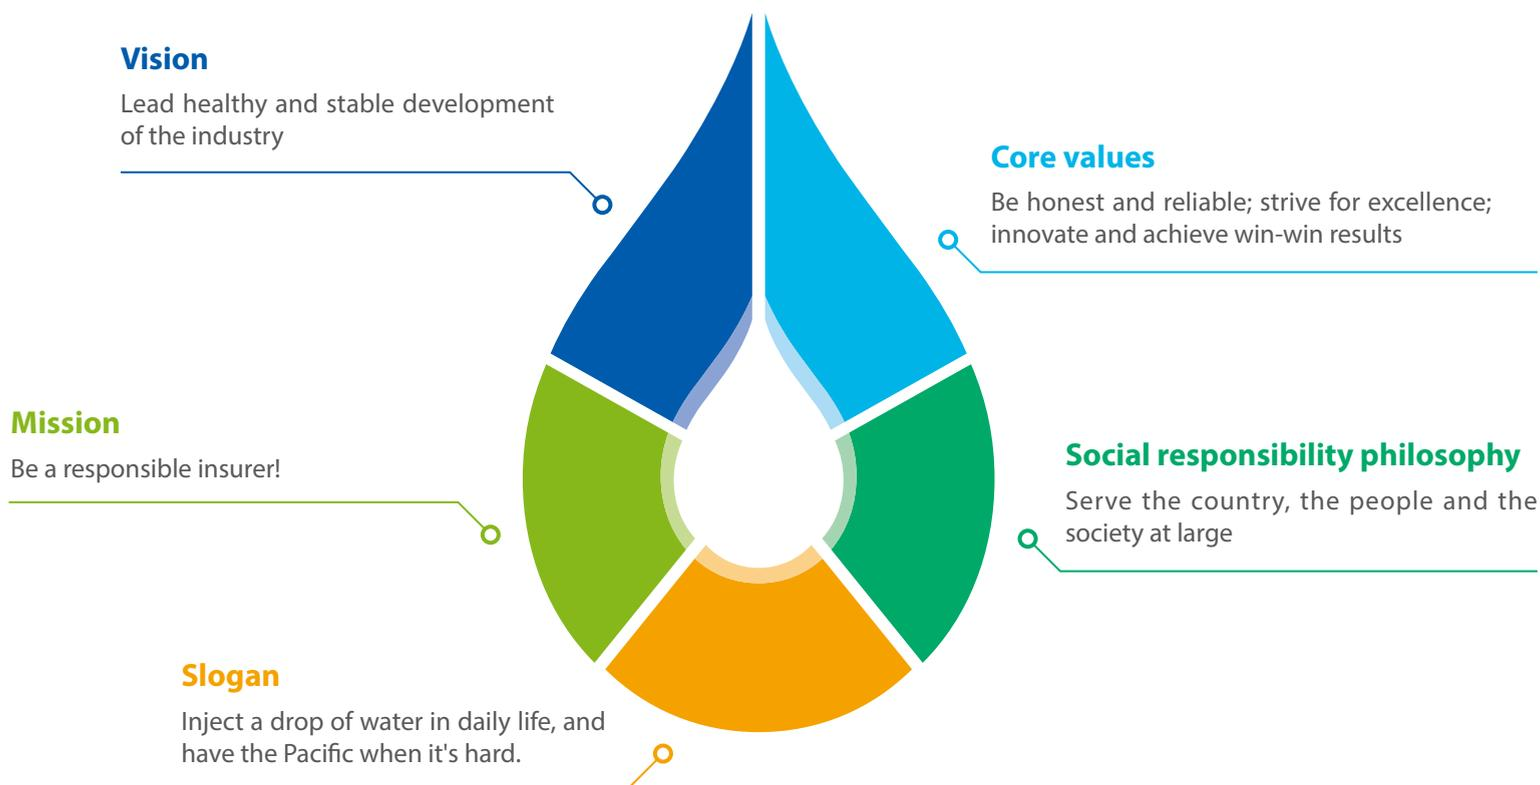 Vision
Lead healthy and stable development
of the industry
Core values
Be honest and reliable; strive for excellence;
innovate and achieve win-win results
Mission
Be a responsible insurer!
Social responsibility philosophy
Serve the country, the people and the
society at large
Slogan
Inject a drop of water in daily life, and
have the Pacific when it's hard.